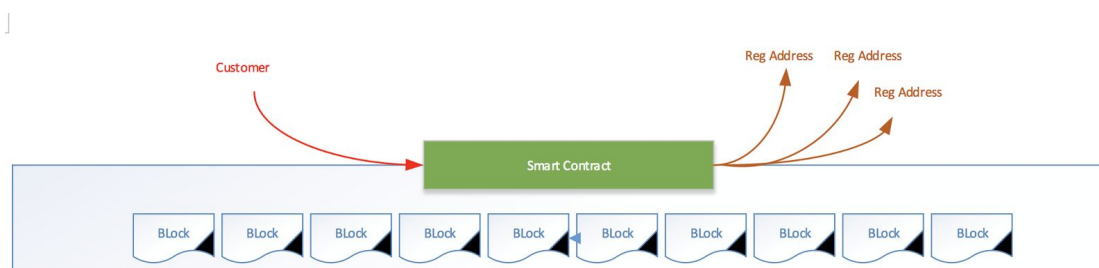 Reg Address Reg Address
Customer
Reg Address
Smart Contract
BLock BLock BLock BLock BLock BLock BLock BLock BLock BLock